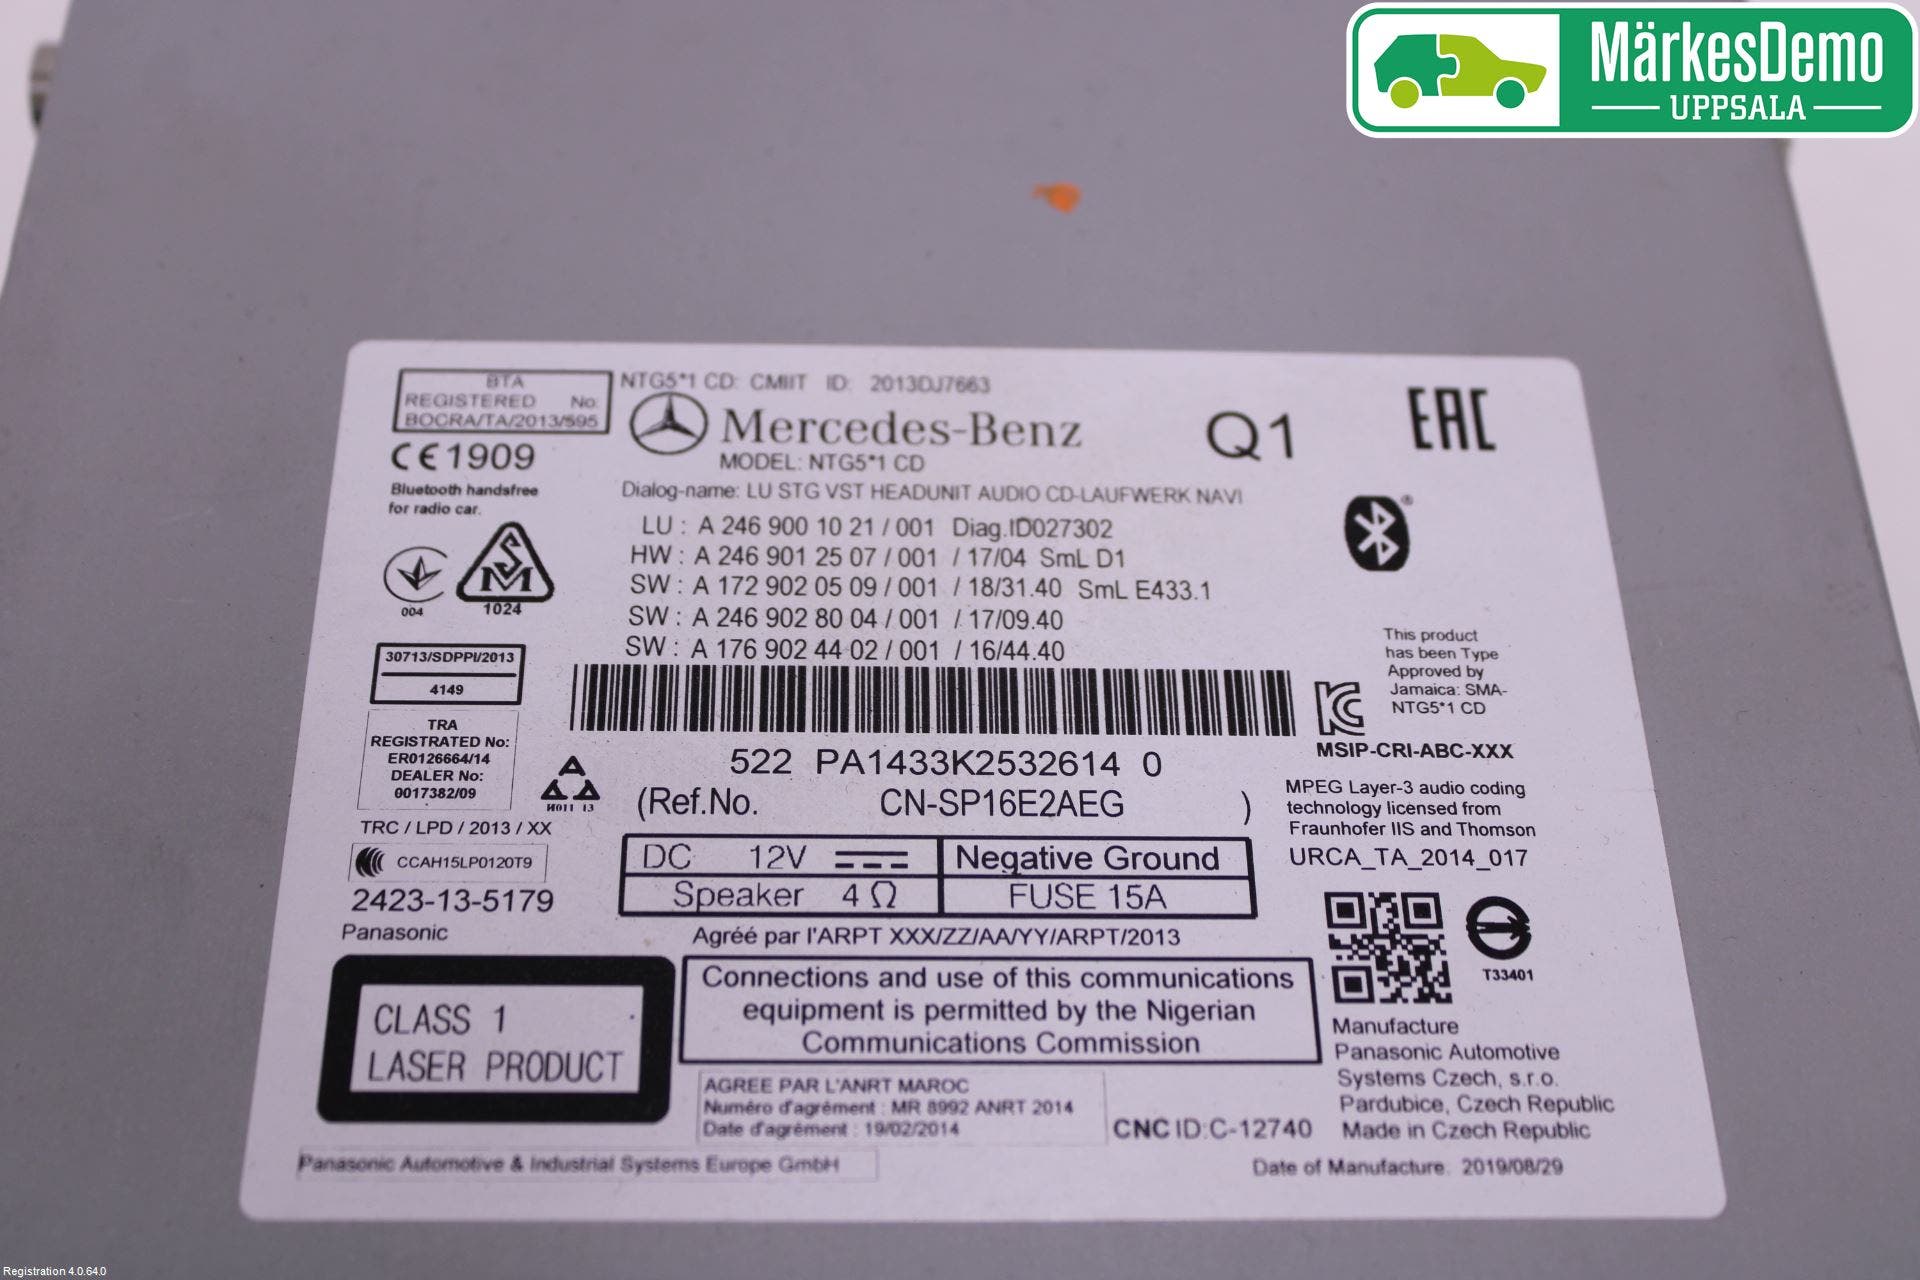 MärkesDemo
UPPSALA
BTA
REGISTERED No:
BOCRA/TA/2013/595
CE1909
Bluetooth handsfree
for radio car.
004
SM
1024
30713/SDPPI/2013
4149
TRA
REGISTRATED No:
ER0126664/14
DEALER No:
0017382/09
TRC / LPD / 2013 / XX
CCAH15LP0120T9
2423-13-5179
Panasonic
CLASS 1
LASER PRODUCT
NTG5*1 CD: CMIIT ID: 2013DJ7663
Mercedes-Benz
MODEL: NTG5*1 CD
Q1
EAC
Dialog-name: LU STG VST HEADUNIT AUDIO CD-LAUFWERK NAVI
LU : A 246 900 10 21 / 001 Diag.ID027302
HW : A 246 901 25 07 / 001 / 17/04 SmL D1
SW : A 172 902 05 09 / 001 / 18/31.40 SmL E433.1
SW : A 246 902 80 04 / 001 / 17/09.40
SW : A 176 902 44 02 / 001 / 16/44.40
522 PA1433K2532614 0
(Ref.No. CN-SP16E2AEG )
И011 13
DC 12V
Negative Ground
Speaker 4 Ω
FUSE 15A
Agréé par l'ARPT XXX/ZZ/AA/YY/ARPT/2013
Connections and use of this communications
equipment is permitted by the Nigerian
Communications Commission
AGREE PAR L'ANRT MAROC
Numéro d'agrément : MR 8992 ANRT 2014
Date d'agrément : 19/02/2014
CNC ID:C-12740
Panasonic Automotive & Industrial Systems Europe GmbH
This product
has been Type
Approved by
Jamaica: SMA-
NTG5*1 CD
MSIP-CRI-ABC-XXX
MPEG Layer-3 audio coding
technology licensed from
Fraunhofer IIS and Thomson
URCA_TA_2014_017
T33401
Manufacture
Panasonic Automotive
Systems Czech, s.r.o.
Pardubice, Czech Republic
Made in Czech Republic
Date of Manufacture: 2019/08/29
Registration 4.0.64.0